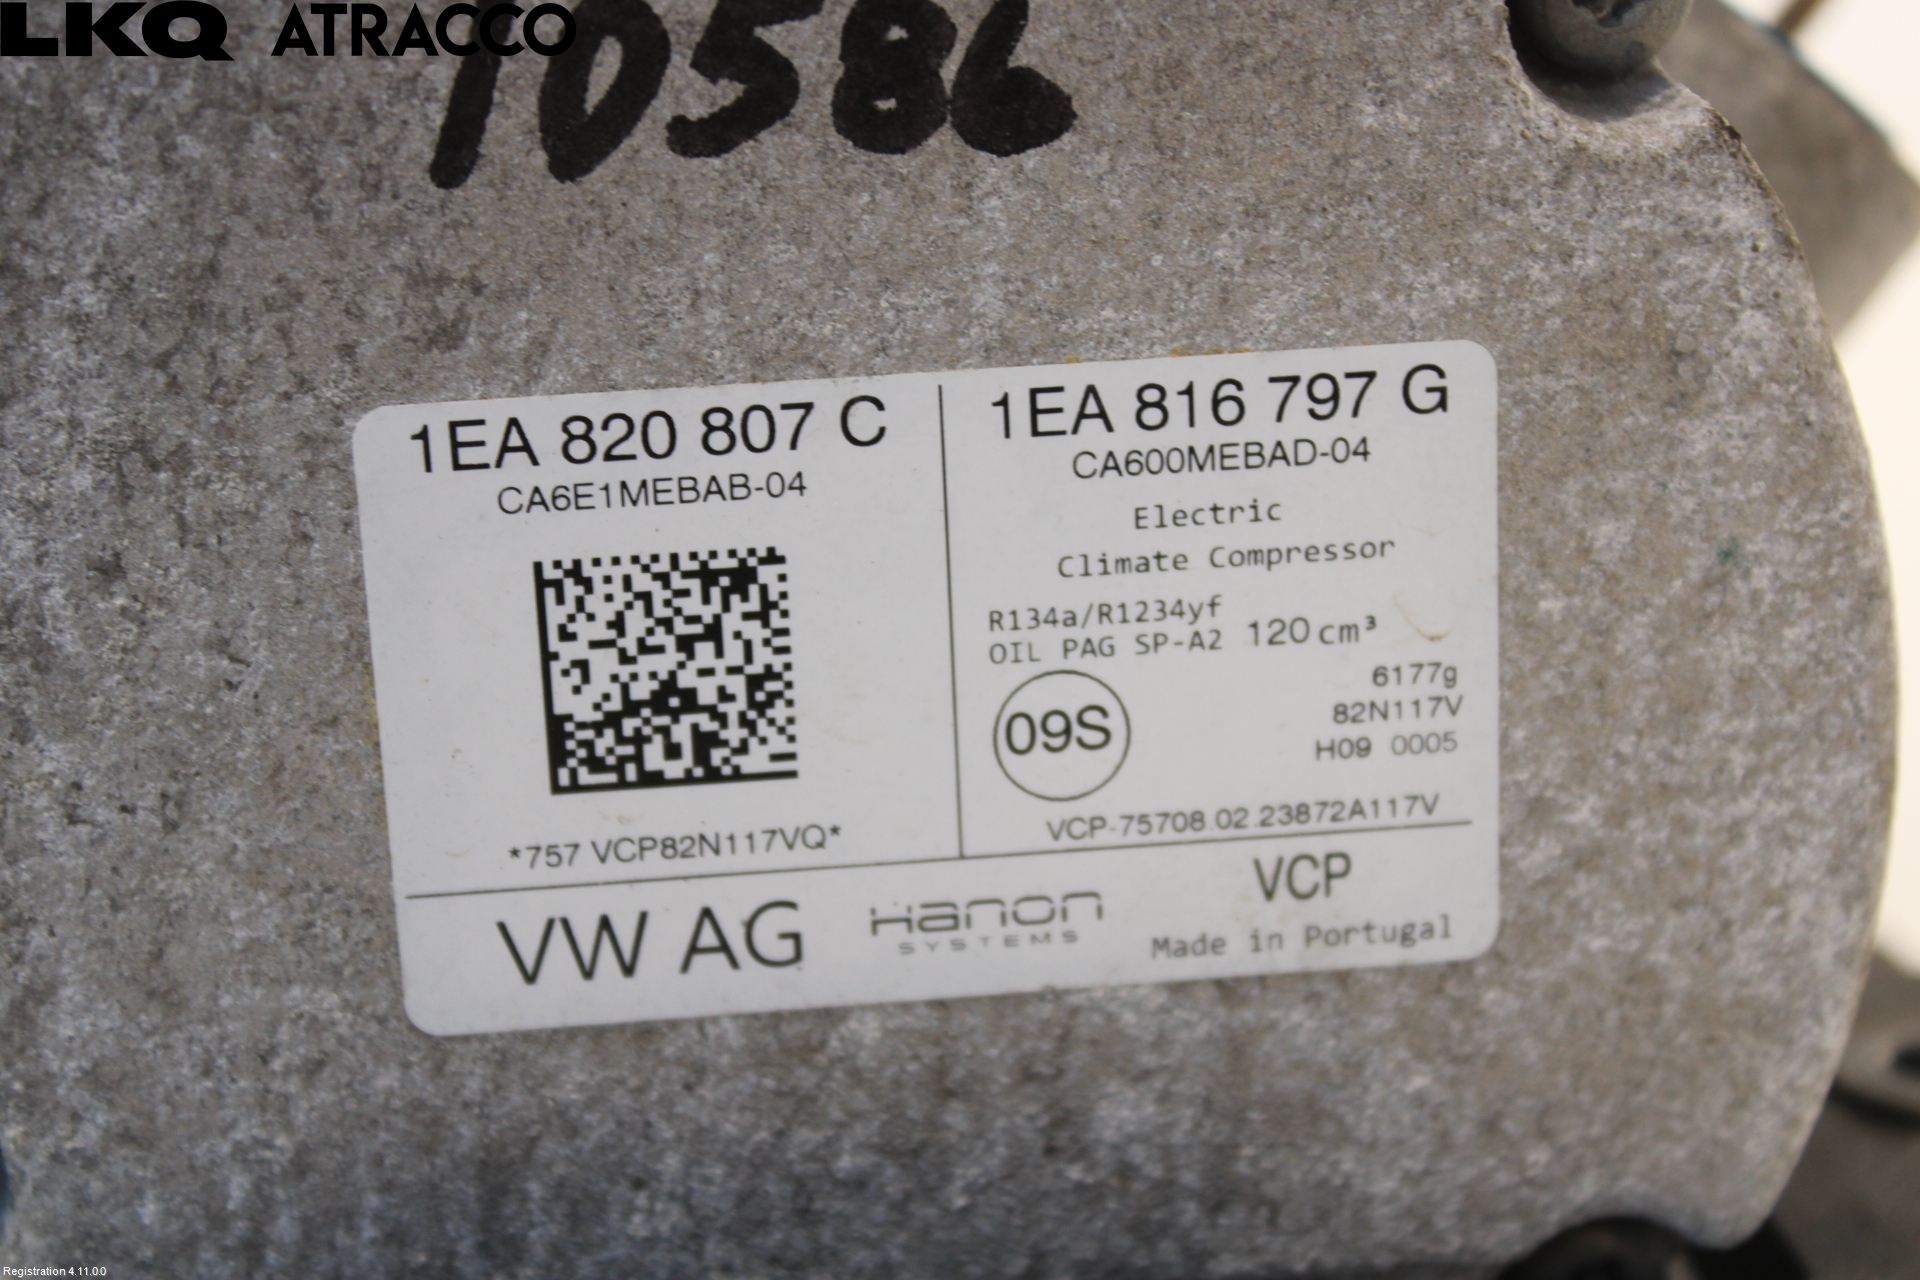 LKQ ATRACCO
10586
1EA 820 807 C
CA6E1MEBAB-04
*757 VCP82N117VQ*
1EA 816 797 G
CA600MEBAD-04
Electric
Climate Compressor
R134a/R1234yf
OIL PAG SP-A2 120 cm³
09S
6177g
82N117V
H09 0005
VCP-75708.02.23872A117V
VW AG
Hanon
SYSTEMS
VCP
Made in Portugal
Registration 4.11.0.0